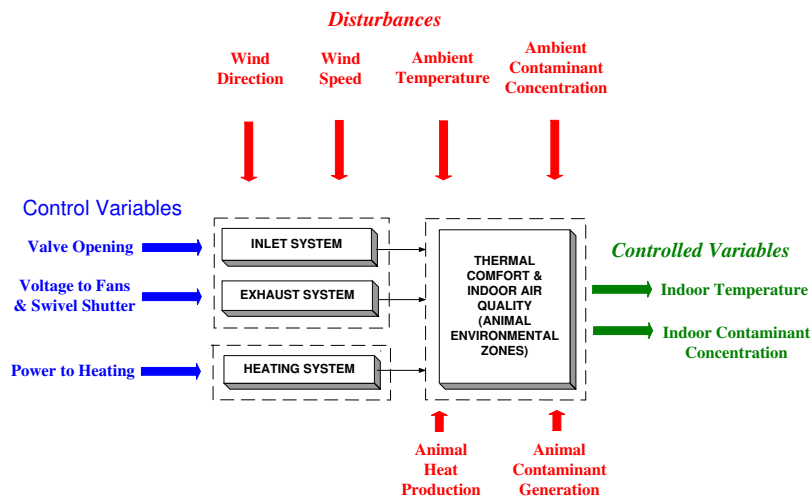 Disturbances
Wind
Direction
Wind
Speed
Ambient
Temperature
Ambient
Contaminant
Concentration
Control Variables
Valve Opening
Voltage to Fans
& Swivel Shutter
Power to Heating
INLET SYSTEM
EXHAUST SYSTEM
HEATING SYSTEM
THERMAL
COMFORT &
INDOOR AIR
QUALITY
(ANIMAL
ENVIRONMENTAL
ZONES)
Controlled Variables
Indoor Temperature
Indoor Contaminant
Concentration
Animal
Heat
Production
Animal
Contaminant
Generation